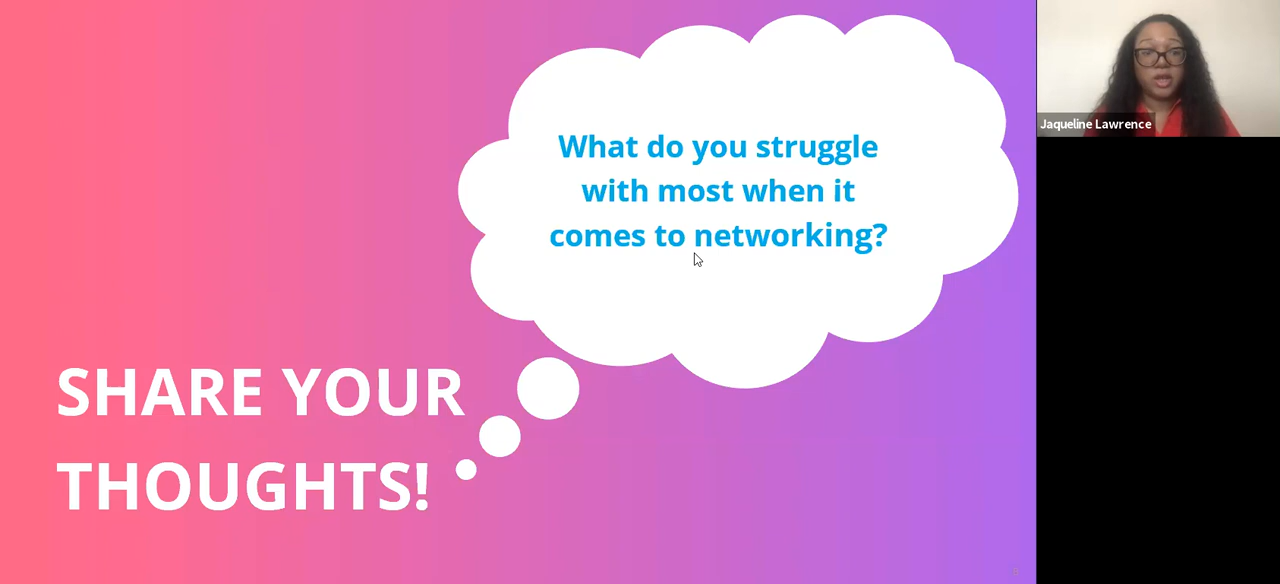 What do you struggle
with most when it
comes to networking?
SHARE YOUR
THOUGHTS!
Jaqueline Lawrence